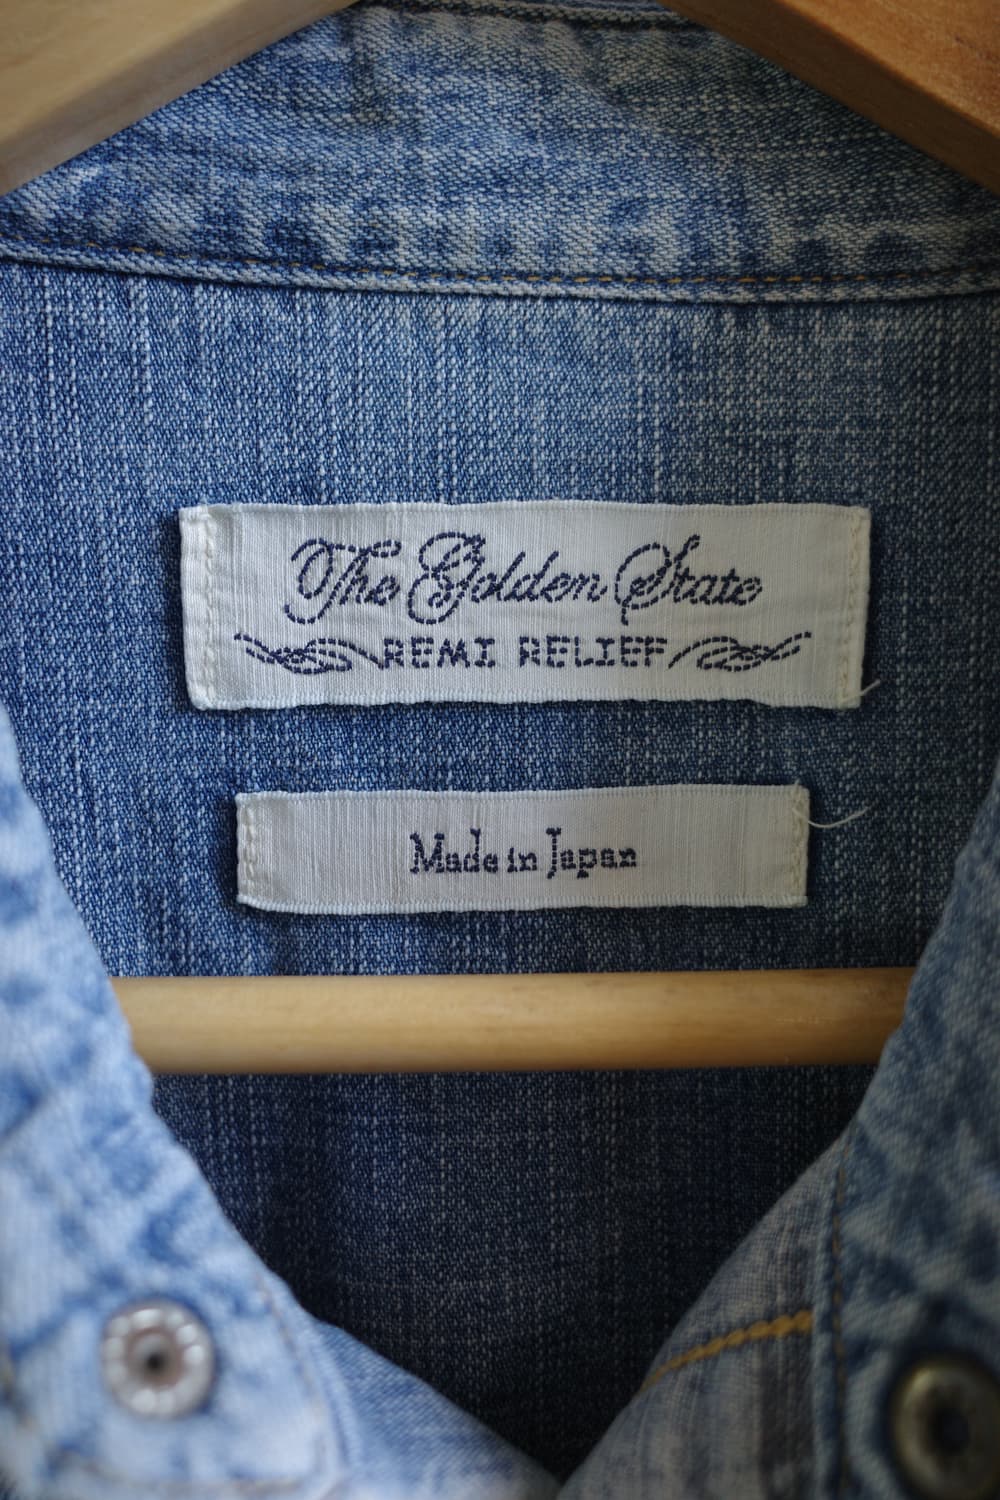 The Golden State
REMI RELIEF
Made in Japan